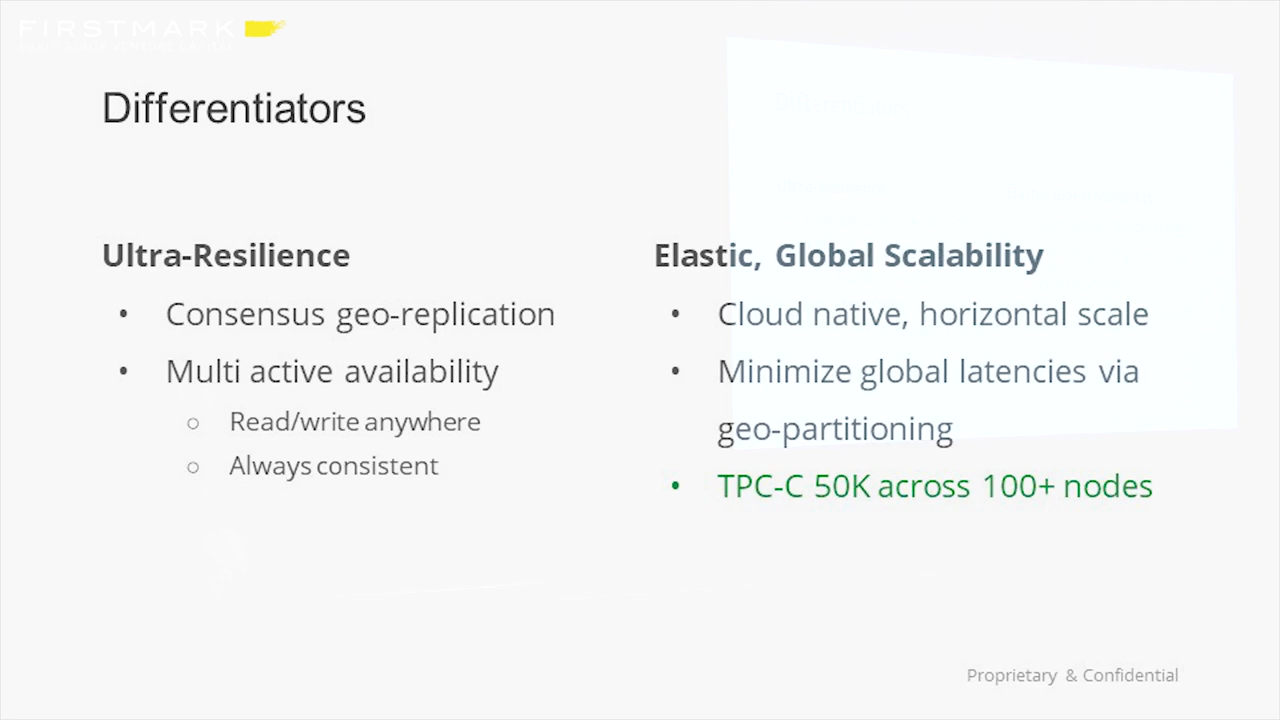 FIRSTMARK
Differentiators
Ultra-Resilience
• Consensus geo-replication
• Multi active availability
○ Read/write anywhere
○ Always consistent
Elastic, Global Scalability
• Cloud native, horizontal scale
• Minimize global latencies via
geo-partitioning
• TPC-C 50K across 100+ nodes
Proprietary & Confidential